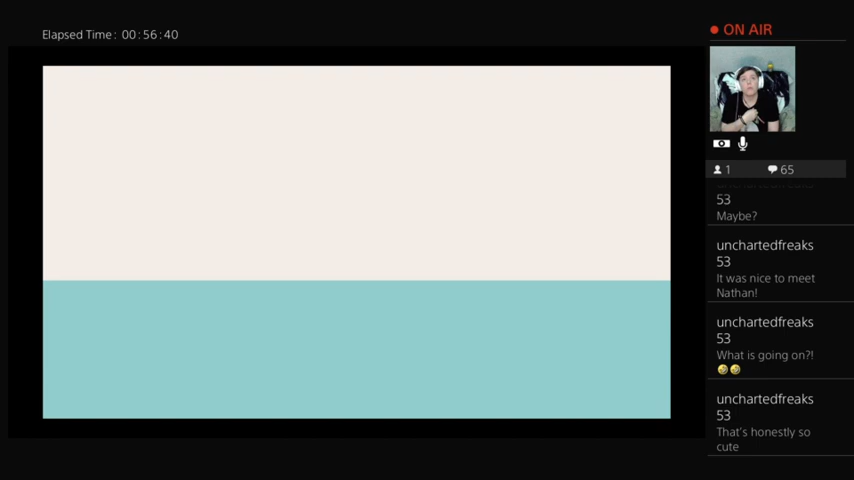 Elapsed Time: 00:56:40
ON AIR
1
65
53
Maybe?
unchartedfreaks
53
It was nice to meet
Nathan!
unchartedfreaks
53
What is going on?!
🤣🤣
unchartedfreaks
53
That's honestly so
cute